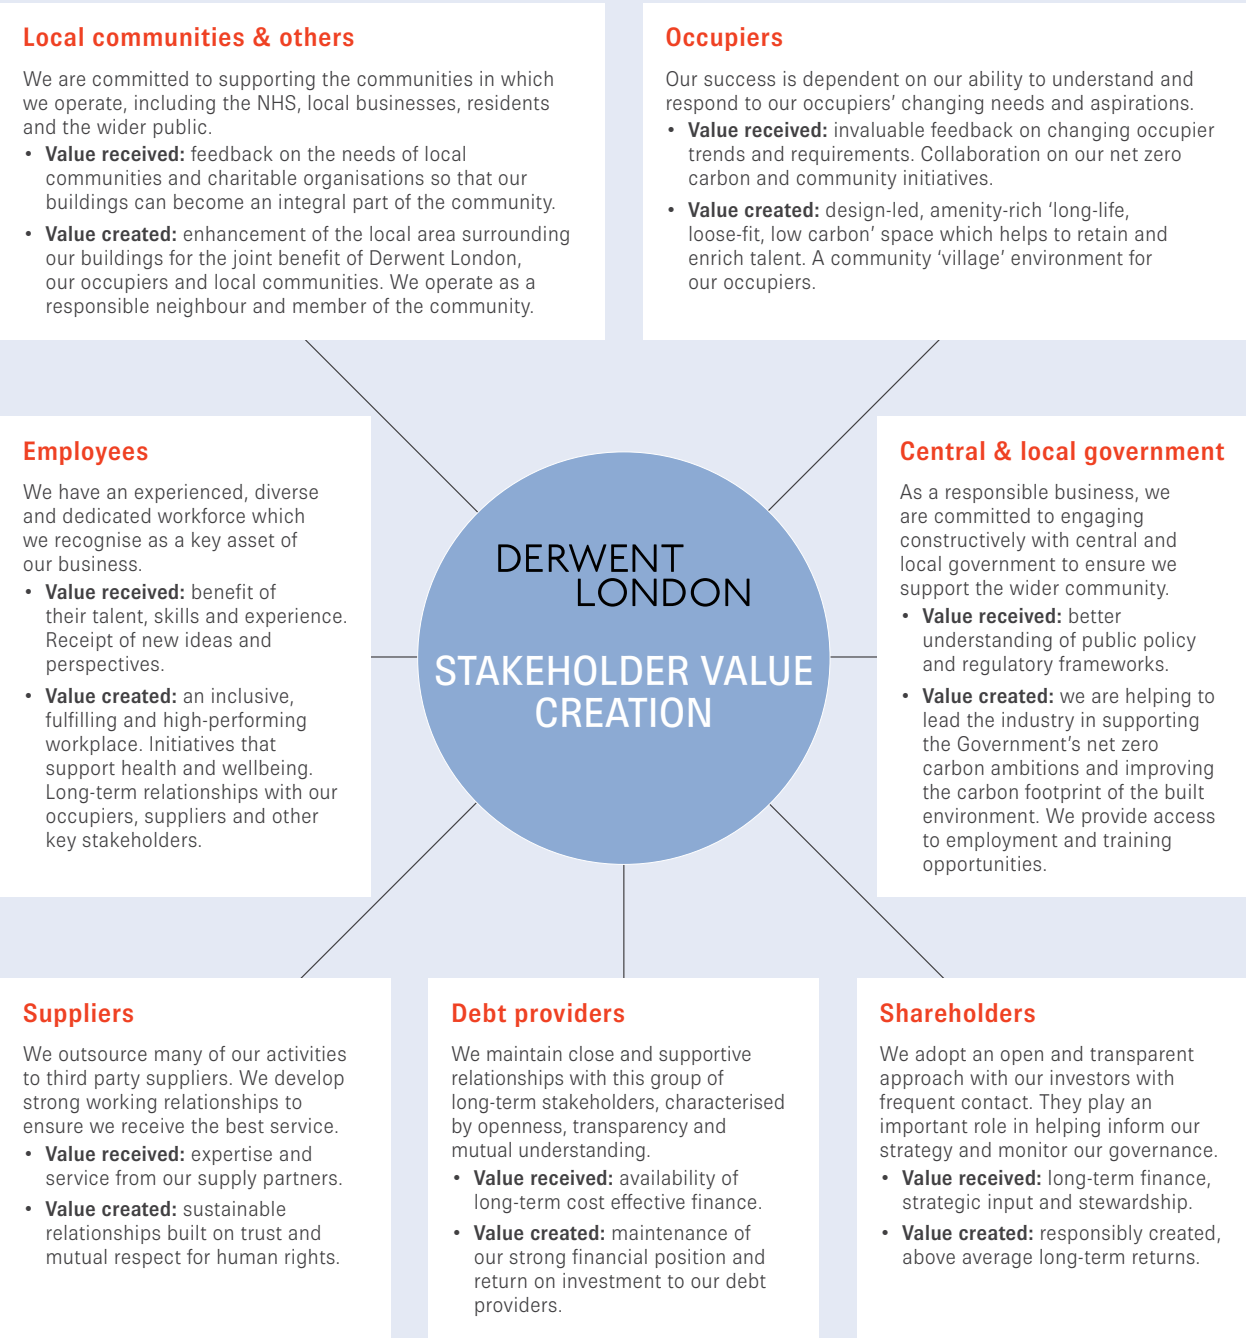 Local communities & others
We are committed to supporting the communities in which
we operate, including the NHS, local businesses, residents
and the wider public.
• Value received: feedback on the needs of local
communities and charitable organisations so that our
buildings can become an integral part of the community.
• Value created: enhancement of the local area surrounding
our buildings for the joint benefit of Derwent London,
our occupiers and local communities. We operate as a
responsible neighbour and member of the community.
Occupiers
Our success is dependent on our ability to understand and
respond to our occupiers’ changing needs and aspirations.
• Value received: invaluable feedback on changing occupier
trends and requirements. Collaboration on our net zero
carbon and community initiatives.
• Value created: design-led, amenity-rich ‘long-life,
loose-fit, low carbon’ space which helps to retain and
enrich talent. A community ‘village’ environment for
our occupiers.
Employees
We have an experienced, diverse
and dedicated workforce which
we recognise as a key asset of
our business.
• Value received: benefit of
their talent, skills and experience.
Receipt of new ideas and
perspectives.
• Value created: an inclusive,
fulfilling and high-performing
workplace. Initiatives that
support health and wellbeing.
Long-term relationships with our
occupiers, suppliers and other
key stakeholders.
DERWENT
LONDON
STAKEHOLDER VALUE
CREATION
Central & local government
As a responsible business, we
are committed to engaging
constructively with central and
local government to ensure we
support the wider community.
• Value received: better
understanding of public policy
and regulatory frameworks.
• Value created: we are helping to
lead the industry in supporting
the Government’s net zero
carbon ambitions and improving
the carbon footprint of the built
environment. We provide access
to employment and training
opportunities.
Suppliers
We outsource many of our activities
to third party suppliers. We develop
strong working relationships to
ensure we receive the best service.
• Value received: expertise and
service from our supply partners.
• Value created: sustainable
relationships built on trust and
mutual respect for human rights.
Debt providers
We maintain close and supportive
relationships with this group of
long-term stakeholders, characterised
by openness, transparency and
mutual understanding.
• Value received: availability of
long-term cost effective finance.
• Value created: maintenance of
our strong financial position and
return on investment to our debt
providers.
Shareholders
We adopt an open and transparent
approach with our investors with
frequent contact. They play an
important role in helping inform our
strategy and monitor our governance.
• Value received: long-term finance,
strategic input and stewardship.
• Value created: responsibly created,
above average long-term returns.